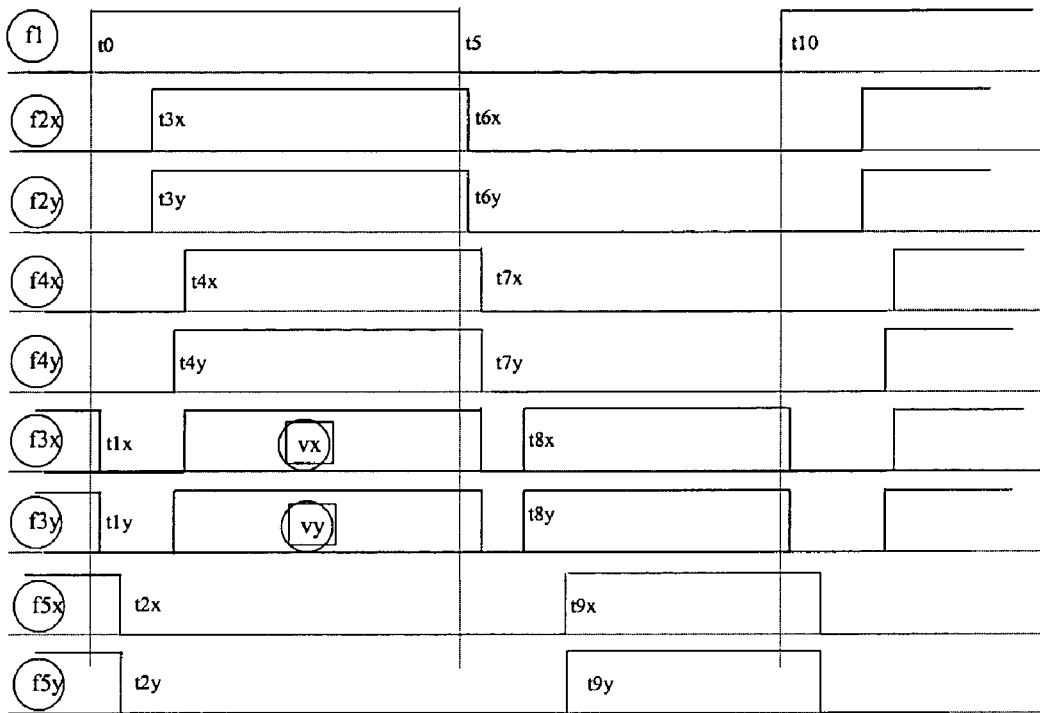 f1 t0 t5 t10
f2x t3x t6x
f2y t3y t6y
f4x t4x t7x
f4y t4y t7y
f3x t1x vx t8x
f3y t1y vy t8y
f5x t2x t9x
f5y t2y t9y